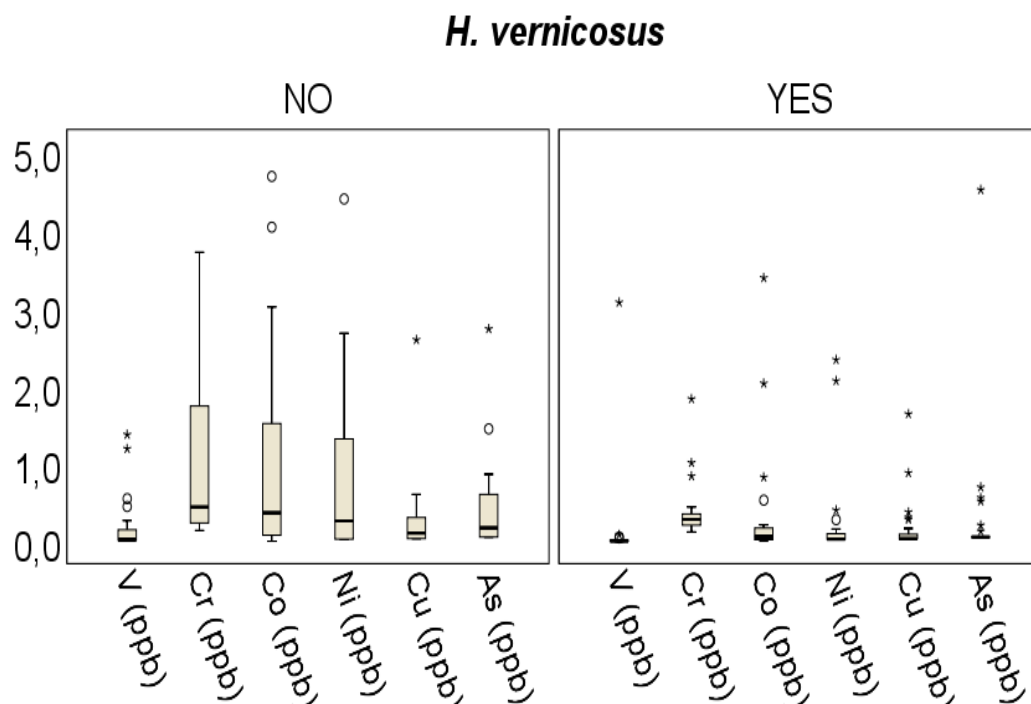 H. vernicosus
NO
YES
5,0
4,0
3,0
2,0
1,0
0,0
V (ppb)
Cr (ppb)
Co (ppb)
Ni (ppb)
Cu (ppb)
As (ppb)
V (ppb)
Cr (ppb)
Co (ppb)
Ni (ppb)
Cu (ppb)
As (ppb)